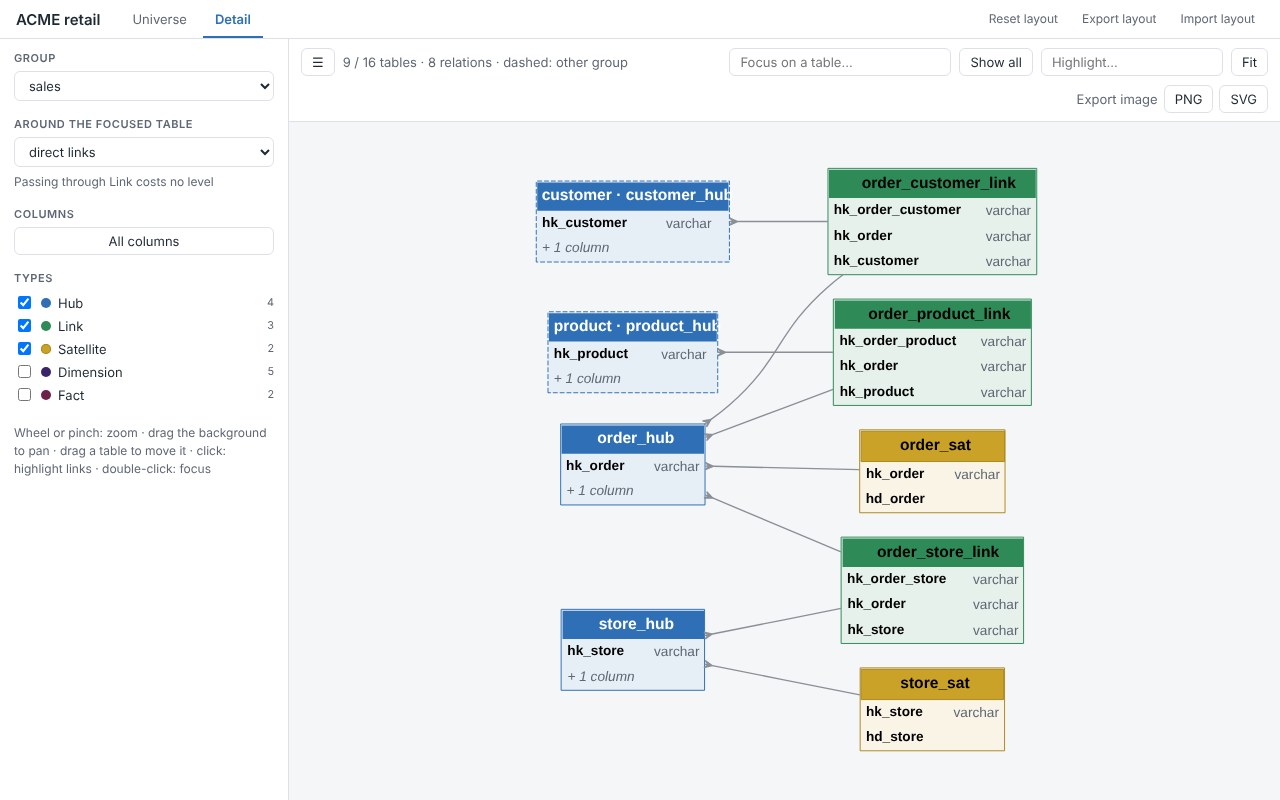 ACME retail
Universe
Detail
Reset layout
Export layout
Import layout
GROUP
sales
AROUND THE FOCUSED TABLE
direct links
Passing through Link costs no level
COLUMNS
All columns
TYPES
Hub 4
Link 3
Satellite 2
Dimension 5
Fact 2
Wheel or pinch: zoom · drag the background
to pan · drag a table to move it · click:
highlight links · double-click: focus
☰
9 / 16 tables · 8 relations · dashed: other group
Focus on a table...
Show all
Highlight...
Fit
Export image
PNG
SVG
customer · customer_hub
hk_customer varchar
+ 1 column
order_customer_link
hk_order_customer varchar
hk_order varchar
hk_customer varchar
product · product_hub
hk_product varchar
+ 1 column
order_product_link
hk_order_product varchar
hk_order varchar
hk_product varchar
order_hub
hk_order varchar
+ 1 column
order_sat
hk_order varchar
hd_order
order_store_link
hk_order_store varchar
hk_order varchar
hk_store varchar
store_hub
hk_store varchar
+ 1 column
store_sat
hk_store varchar
hd_store